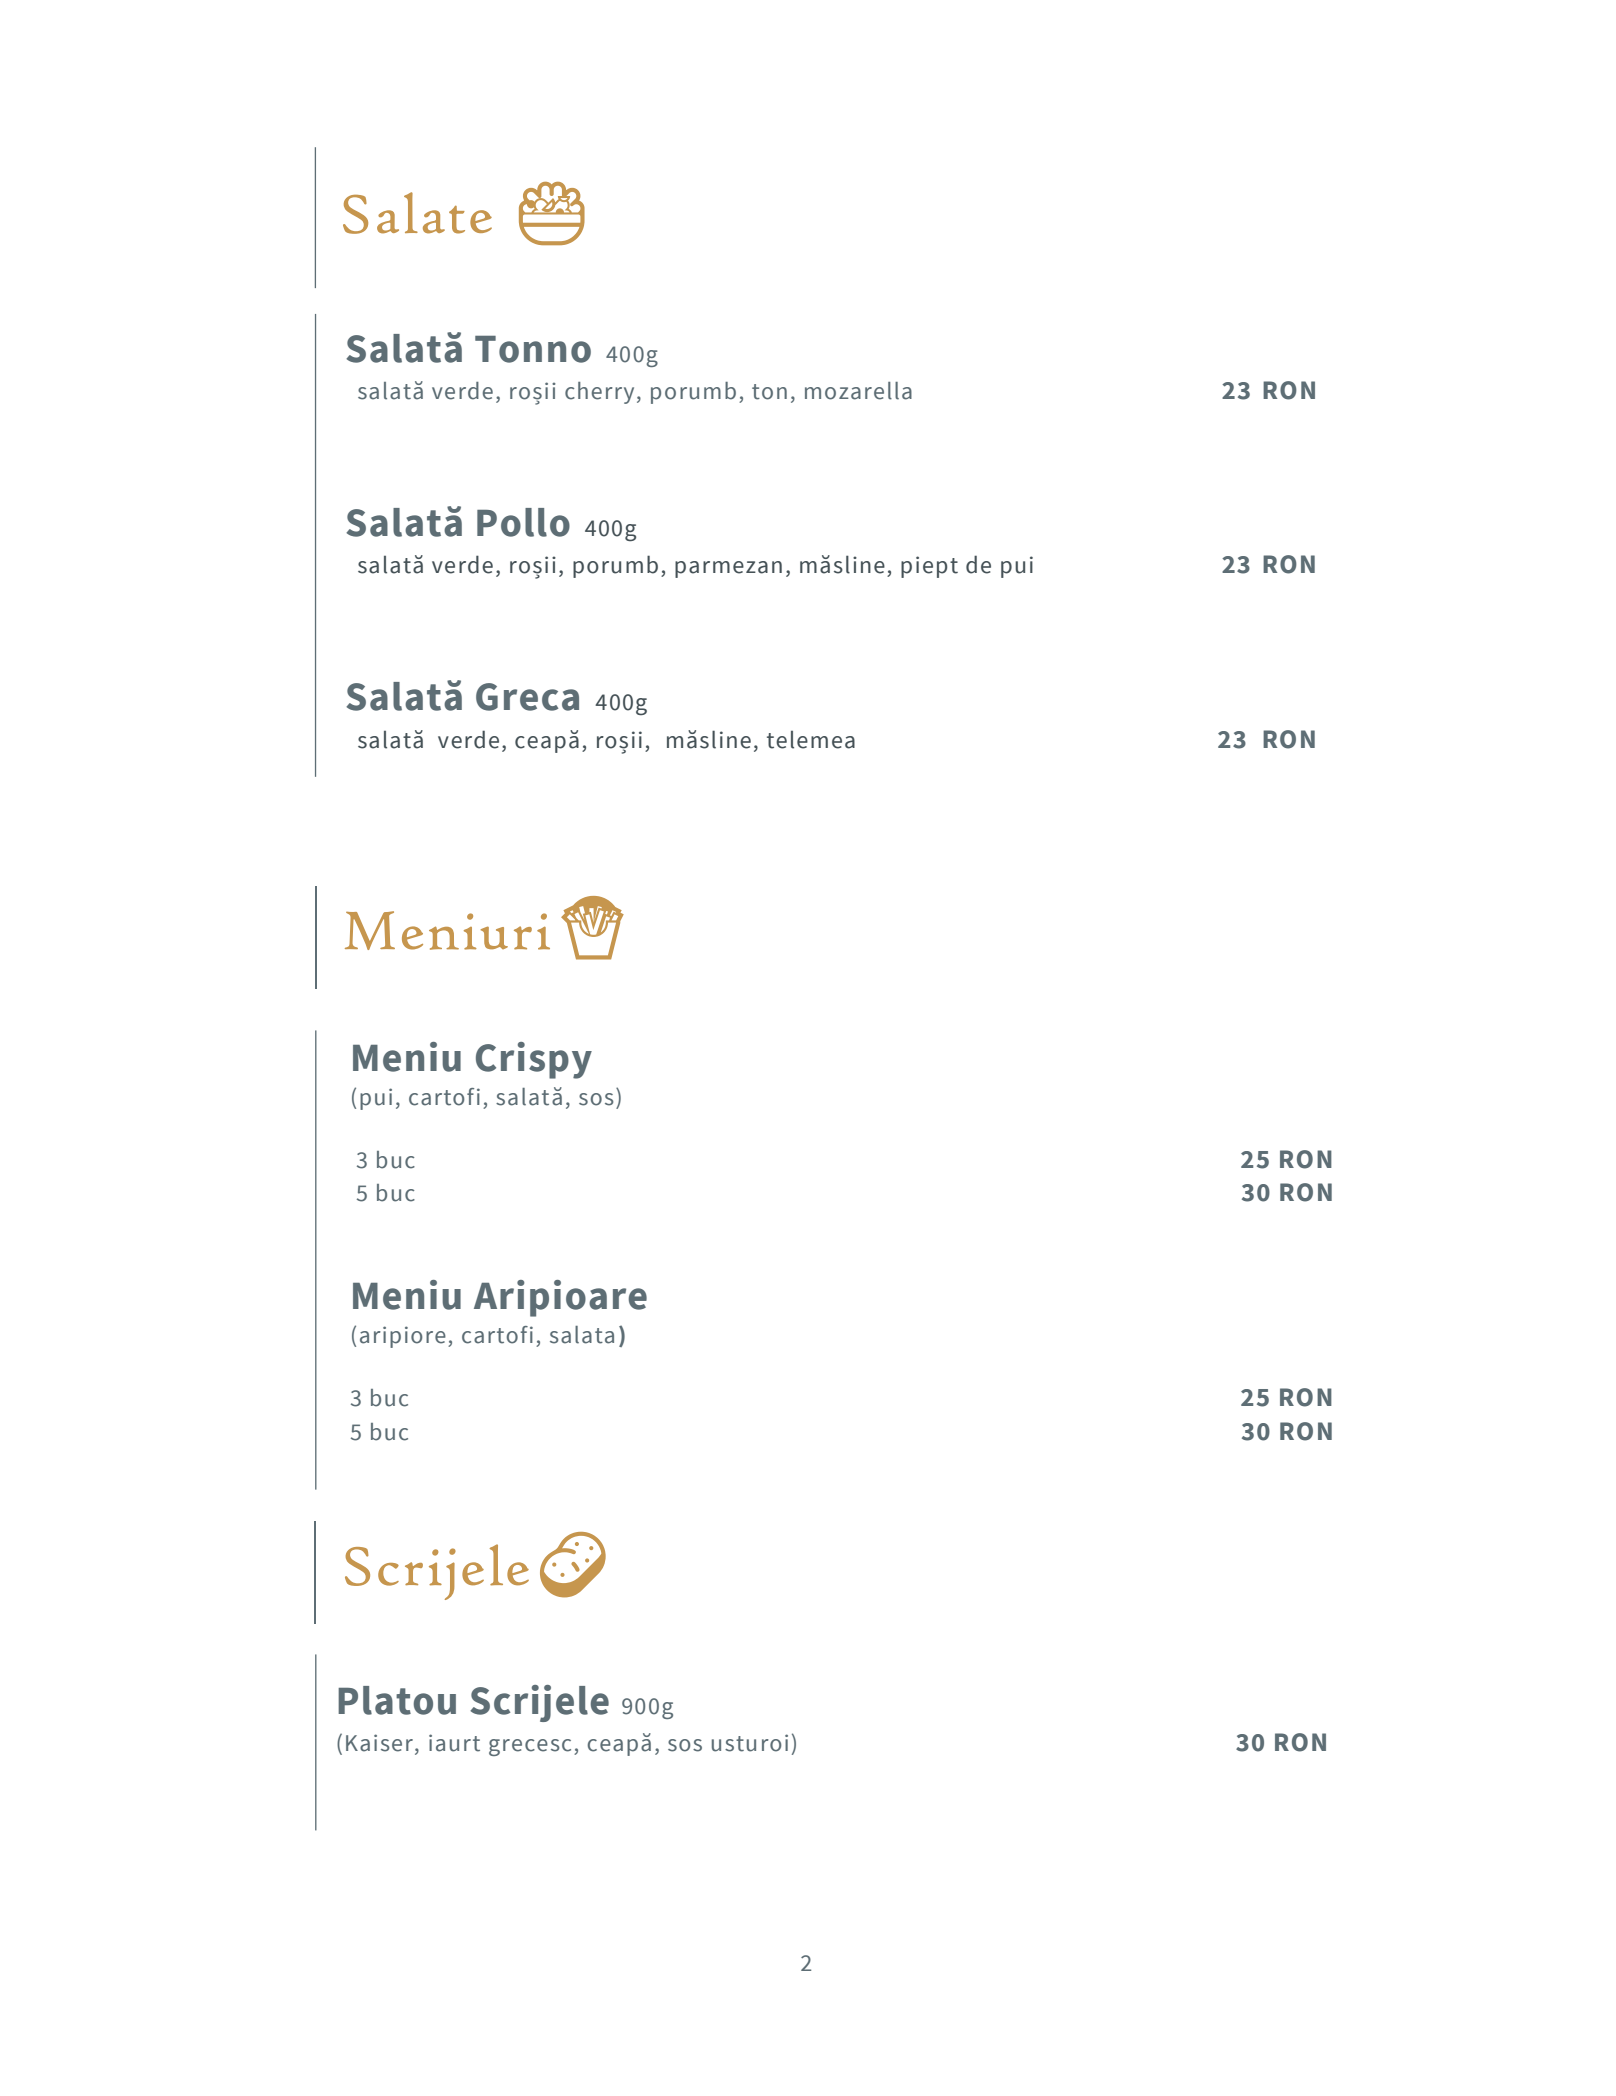 Salate
Salată Tonno 400g
salată verde, roșii cherry, porumb, ton, mozarella 23 RON
Salată Pollo 400g
salată verde, roșii, porumb, parmezan, măsline, piept de pui 23 RON
Salată Greca 400g
salată verde, ceapă, roșii, măsline, telemea 23 RON
Meniuri
Meniu Crispy
(pui, cartofi, salată, sos)
3 buc 25 RON
5 buc 30 RON
Meniu Aripioare
(aripiore, cartofi, salata)
3 buc 25 RON
5 buc 30 RON
Scrijele
Platou Scrijele 900g
(Kaiser, iaurt grecesc, ceapă, sos usturoi) 30 RON
2